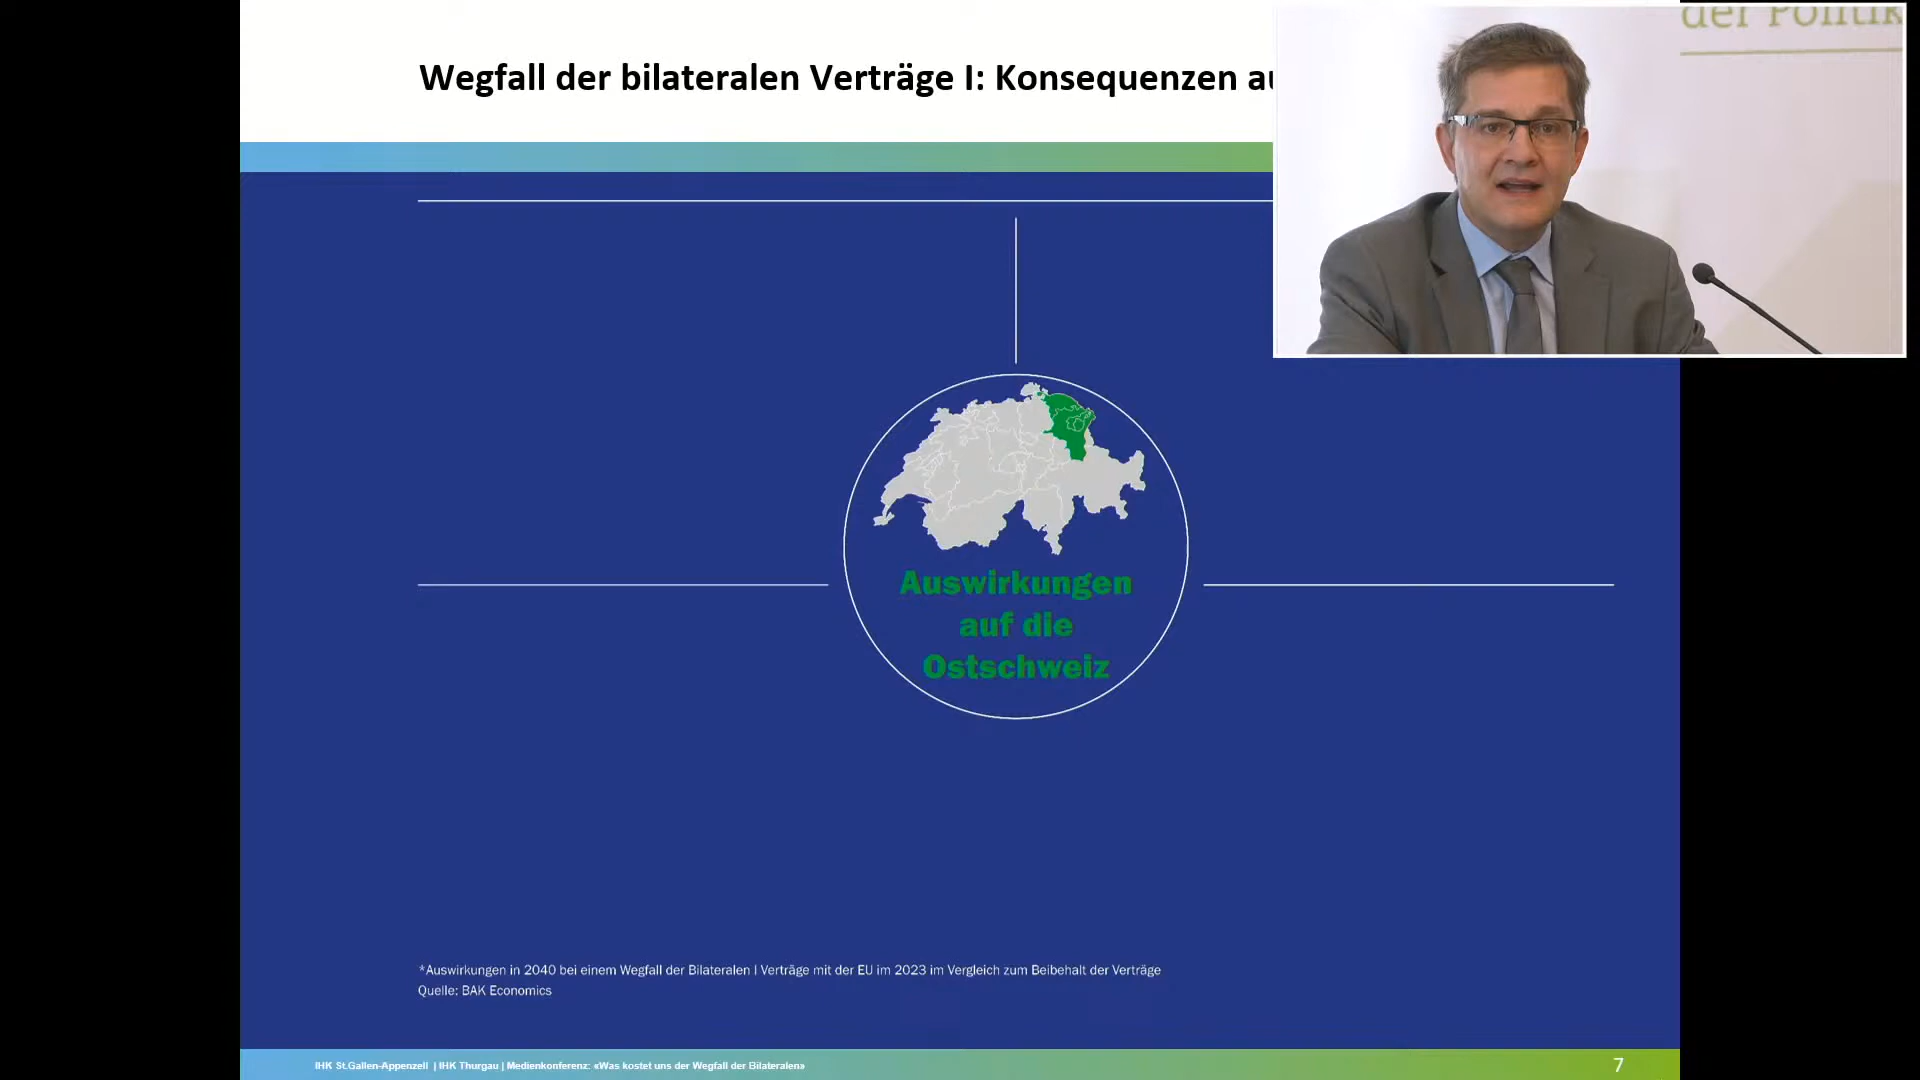 Wegfall der bilateralen Verträge I: Konsequenzen
der Politik
Auswirkungen
auf die
Ostschweiz
*Auswirkungen in 2040 bei einem Wegfall der Bilateralen I Verträge mit der EU im 2023 im Vergleich zum Beibehalt der Verträge
Quelle: BAK Economics
IHK St.Gallen-Appenzell | IHK Thurgau | Medienkonferenz: «Was kostet uns der Wegfall der Bilateralen»
7